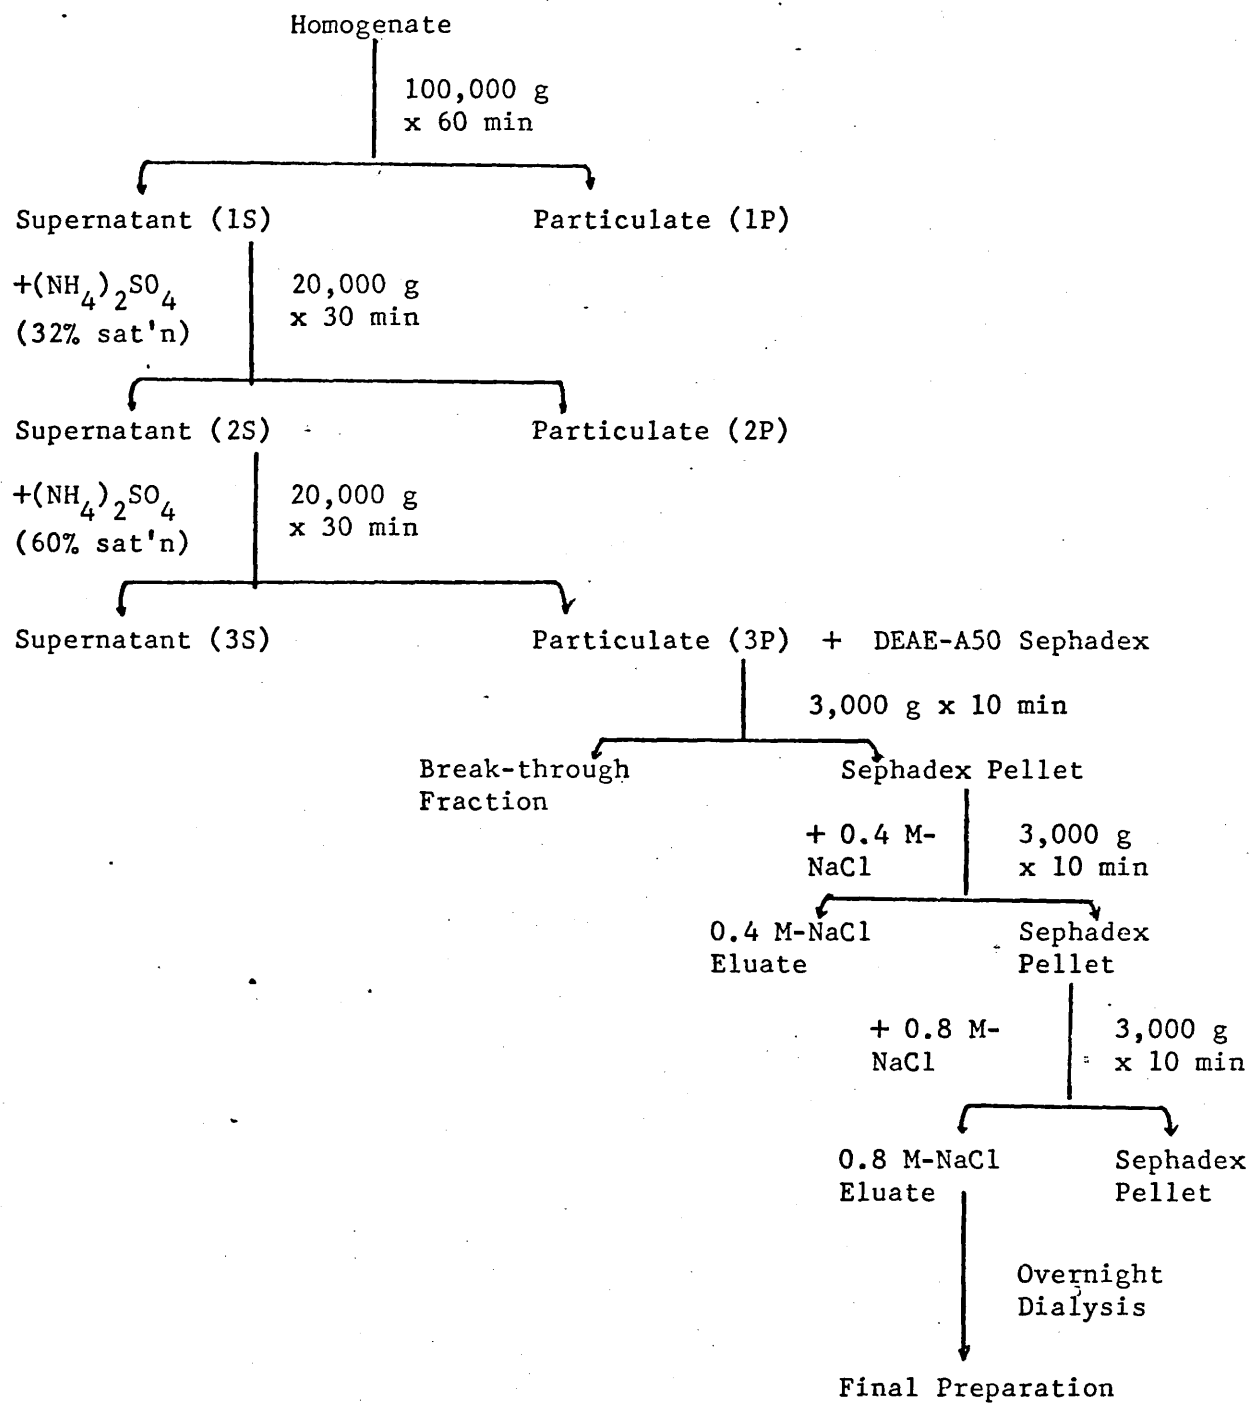 Homogenate
100,000 g
x 60 min
Supernatant (1S)
Particulate (1P)
+(NH4)2SO4
(32% sat'n)
20,000 g
x 30 min
Supernatant (2S)
Particulate (2P)
+(NH4)2SO4
(60% sat'n)
20,000 g
x 30 min
Supernatant (3S)
Particulate (3P) + DEAE-A50 Sephadex
3,000 g x 10 min
Break-through
Fraction
Sephadex Pellet
+ 0.4 M-
NaCl
3,000 g
x 10 min
0.4 M-NaCl
Eluate
Sephadex
Pellet
+ 0.8 M-
NaCl
3,000 g
x 10 min
0.8 M-NaCl
Eluate
Sephadex
Pellet
Overnight
Dialysis
Final Preparation